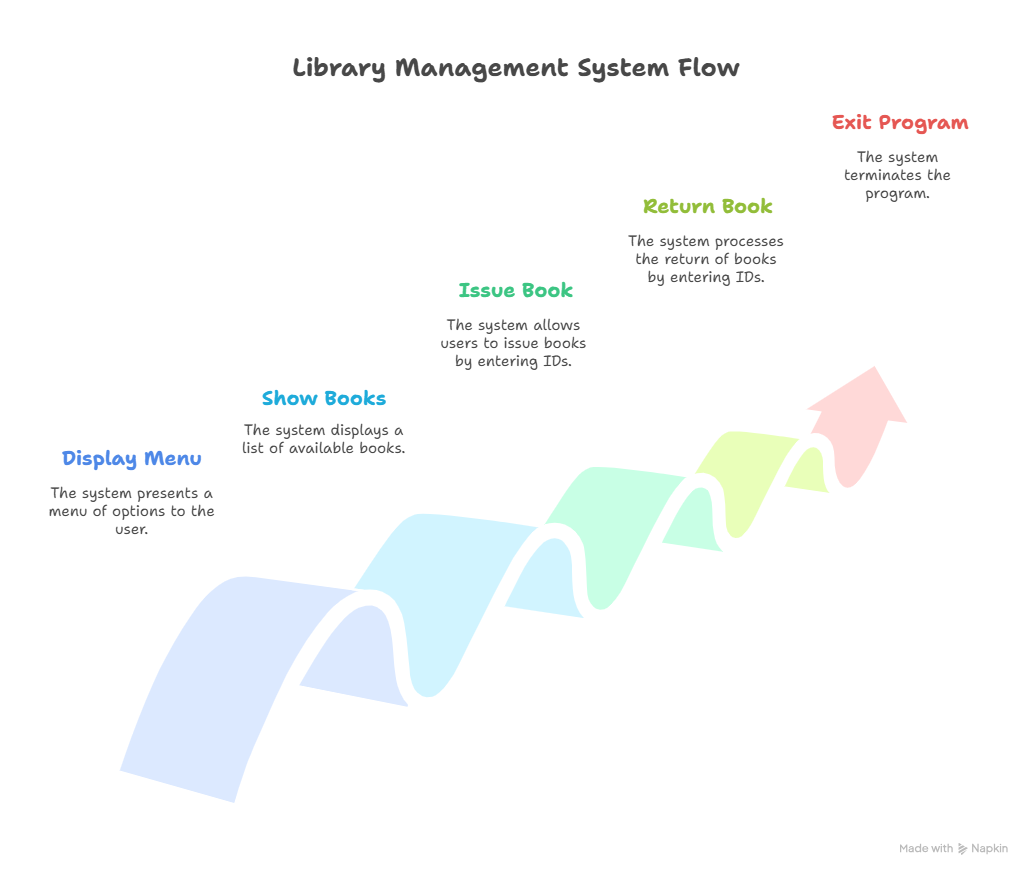 Library Management System Flow
Exit Program
The system
terminates the
program.
Return Book
The system processes
the return of books
by entering IDs.
Issue Book
The system allows
users to issue books
by entering IDs.
Show Books
The system displays a
list of available books.
Display Menu
The system presents a
menu of options to the
user.
Made with Napkin